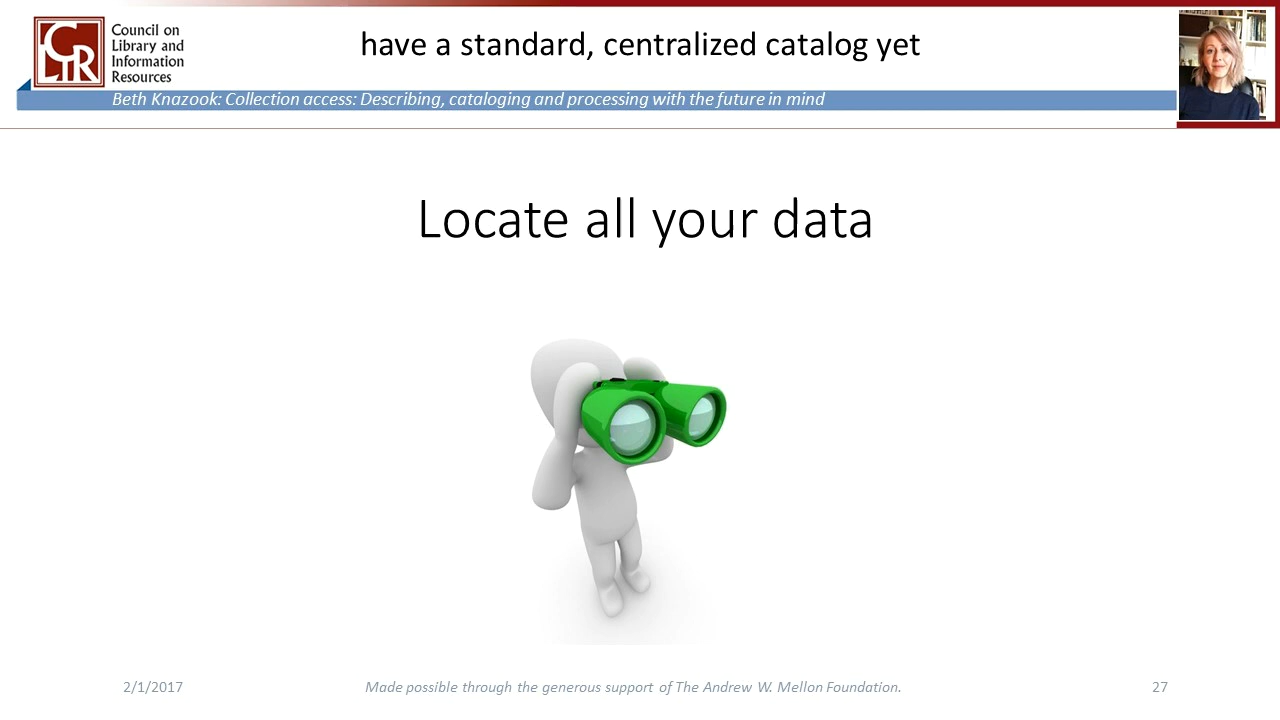 CLIR
Council on
Library and
Information
Resources
have a standard, centralized catalog yet
Beth Knazook: Collection access: Describing, cataloging and processing with the future in mind
Locate all your data
2/1/2017
Made possible through the generous support of The Andrew W. Mellon Foundation.
27